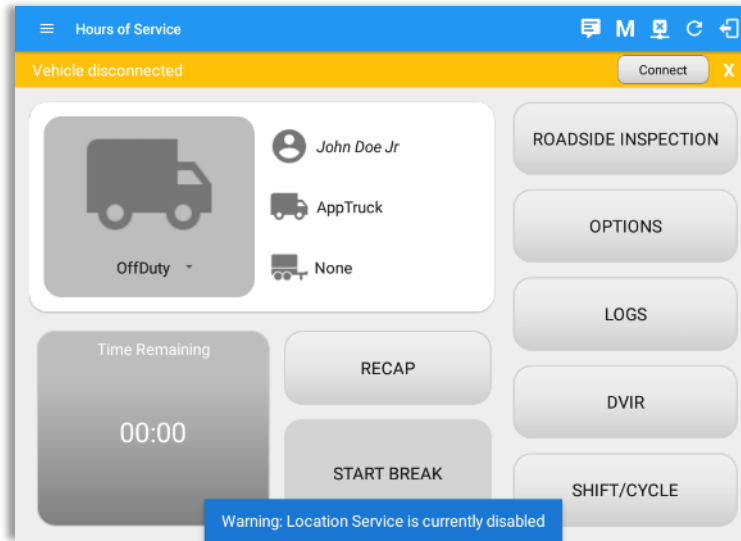 Hours of Service
M
Vehicle disconnected
Connect
X
John Doe Jr
AppTruck
OffDuty
None
ROADSIDE INSPECTION
OPTIONS
LOGS
DVIR
SHIFT/CYCLE
Time Remaining
00:00
RECAP
START BREAK
Warning: Location Service is currently disabled